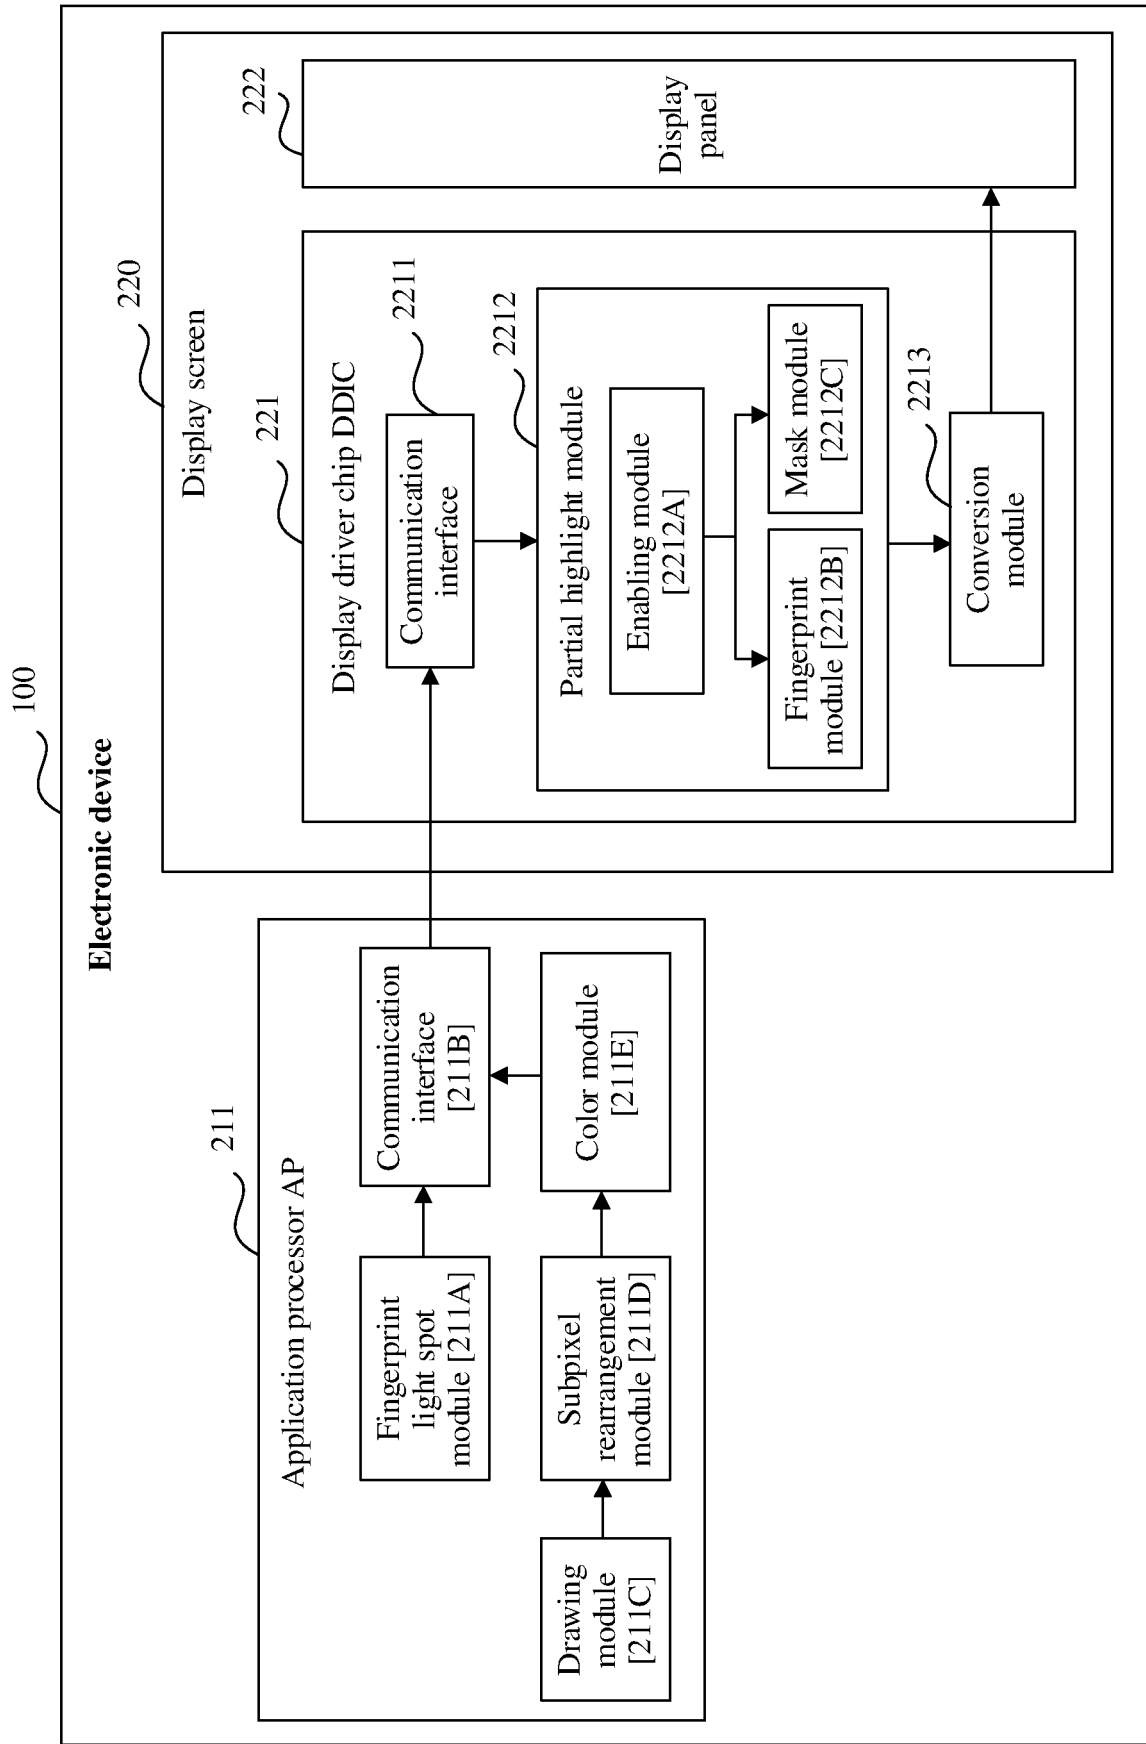 100
Electronic device
211
Application processor AP
Fingerprint
light spot
module [211A]
Communication
interface
[211B]
Drawing
module
[211C]
Subpixel
rearrangement
module [211D]
Color module
[211E]
220
Display screen
221
Display driver chip DDIC
Communication
interface
2211
2212
Partial highlight module
Enabling module
[2212A]
Fingerprint
module [2212B]
Mask module
[2212C]
2213
Conversion
module
222
Display
panel